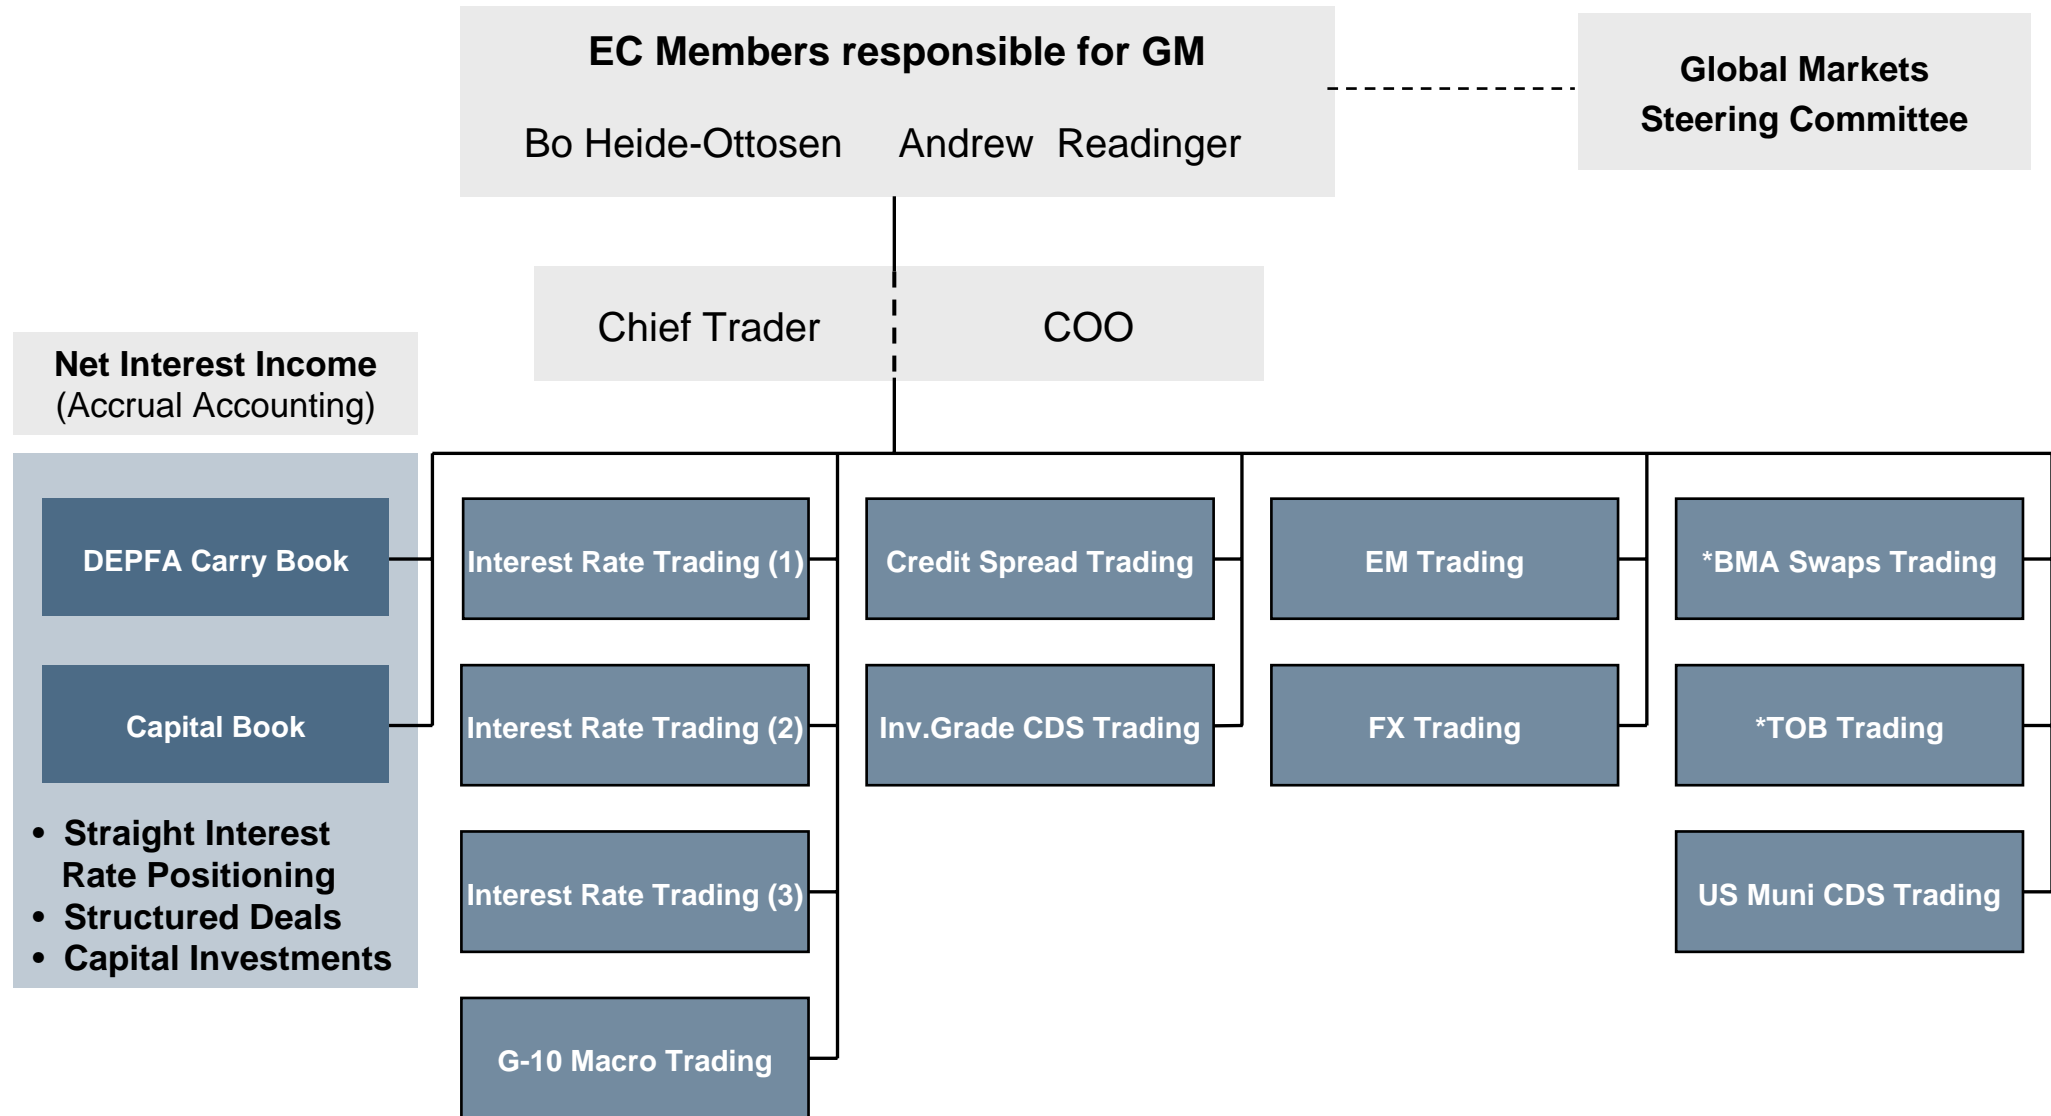 EC Members responsible for GM
Bo Heide-Ottosen Andrew Readinger
Global Markets
Steering Committee
Chief Trader
COO
Net Interest Income
(Accrual Accounting)
DEPFA Carry Book
Capital Book
• Straight Interest
Rate Positioning
• Structured Deals
• Capital Investments
Interest Rate Trading (1)
Interest Rate Trading (2)
Interest Rate Trading (3)
G-10 Macro Trading
Credit Spread Trading
Inv.Grade CDS Trading
EM Trading
FX Trading
*BMA Swaps Trading
*TOB Trading
US Muni CDS Trading